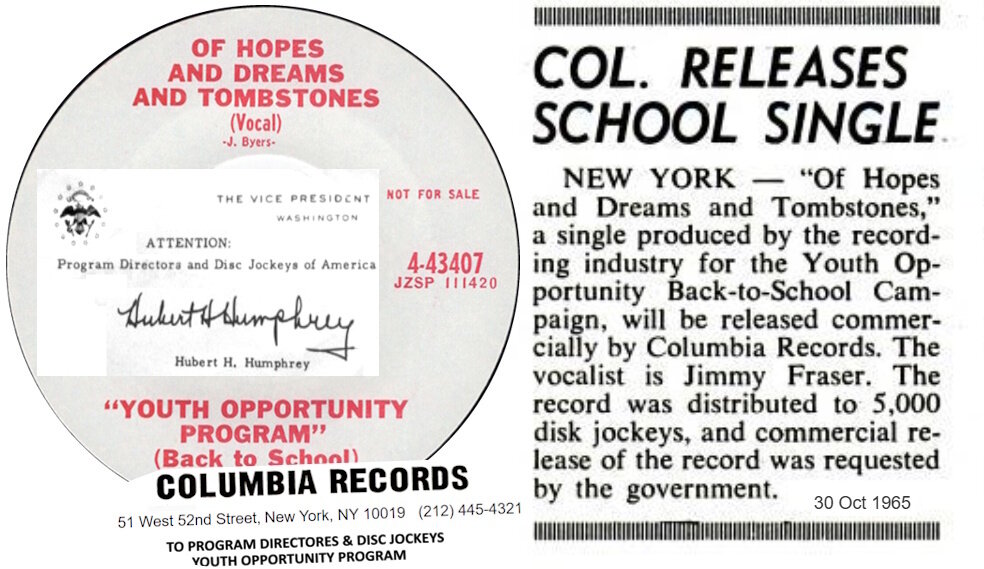 OF HOPES
AND DREAMS
AND TOMBSTONES
(Vocal)
-J. Byers-
THE VICE PRESIDENT
WASHINGTON
NOT FOR SALE
ATTENTION:
Program Directors and Disc Jockeys of America
4-43407
JZSP 111420
Hubert H Humphrey
Hubert H. Humphrey
"YOUTH OPPORTUNITY
PROGRAM"
(Back to School)
COLUMBIA RECORDS
51 West 52nd Street, New York, NY 10019 (212) 445-4321
TO PROGRAM DIRECTORES & DISC JOCKEYS
YOUTH OPPORTUNITY PROGRAM
COL. RELEASES
SCHOOL SINGLE
NEW YORK — "Of Hopes
and Dreams and Tombstones,"
a single produced by the record-
ing industry for the Youth Op-
portunity Back-to-School Cam-
paign, will be released commer-
cially by Columbia Records. The
vocalist is Jimmy Fraser. The
record was distributed to 5,000
disk jockeys, and commercial re-
lease of the record was requested
by the government.
30 Oct 1965